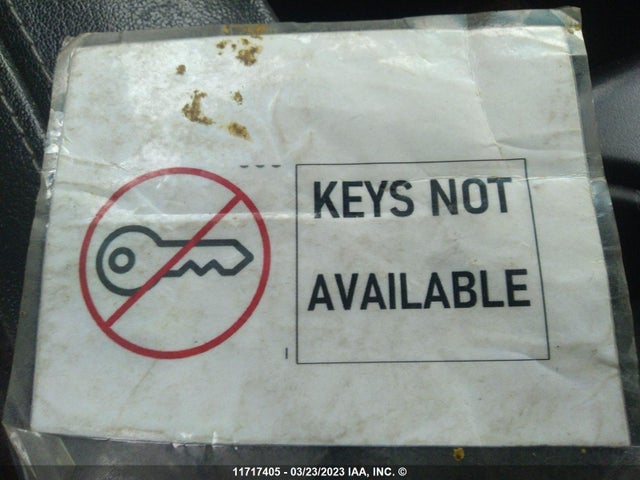 KEYS NOT
AVAILABLE
11717405 - 03/23/2023 IAA, INC. ©